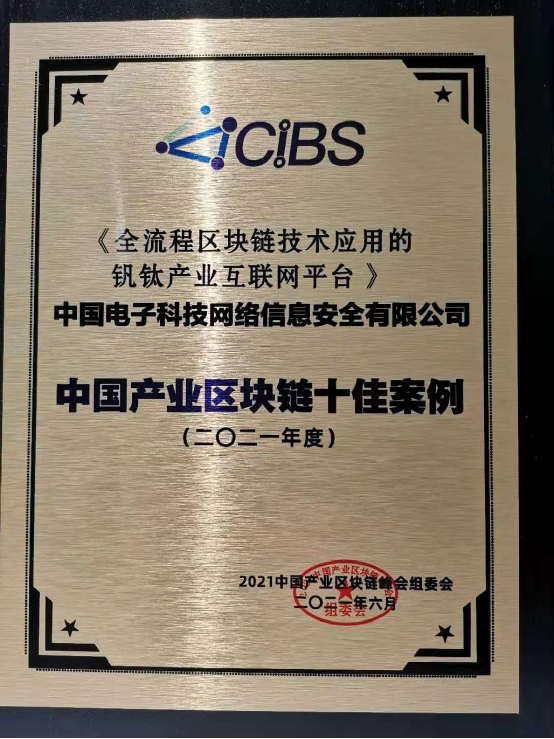 CiBS
《全流程区块链技术应用的
钒钛产业互联网平台》
中国电子科技网络信息安全有限公司
中国产业区块链十佳案例
（二〇二一年度）
2021中国产业区块链峰会组委会
二〇二一年六月
组委会